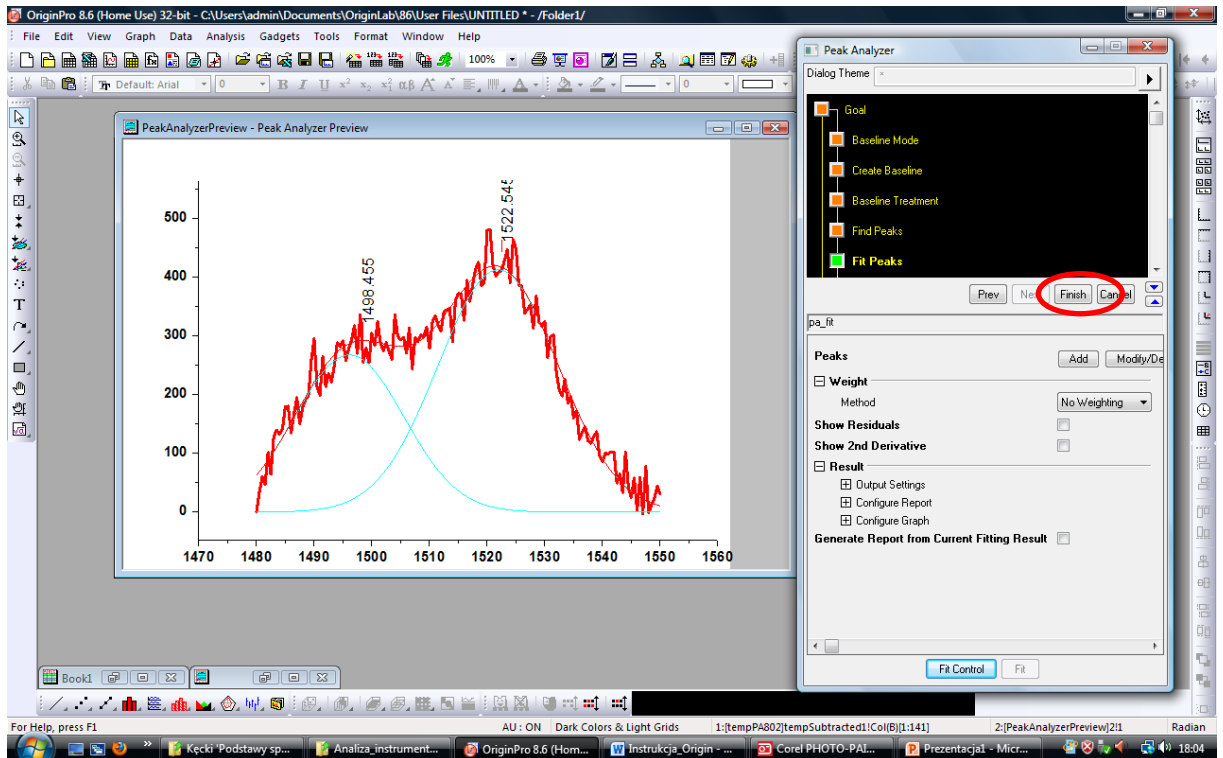 OriginPro 8.6 (Home Use) 32-bit - C:\Users\admin\Documents\OriginLab\86\User Files\UNTITLED * - /Folder1/
File Edit View Graph Data Analysis Gadgets Tools Format Window Help
100%
Default: Arial 0 B I U αβ A A 0
PeakAnalyzerPreview - Peak Analyzer Preview
1498.455
1522.545
500
400
300
200
100
0
1470 1480 1490 1500 1510 1520 1530 1540 1550 1560
Peak Analyzer
Dialog Theme *
Goal
Baseline Mode
Create Baseline
Baseline Treatment
Find Peaks
Fit Peaks
Prev Finish Cancel
pa_fit
Peaks Add Modify/De
Weight
Method No Weighting
Show Residuals
Show 2nd Derivative
Result
Output Settings
Configure Report
Configure Graph
Generate Report from Current Fitting Result
Fit Control Fit
T
Book1
For Help, press F1 AU : ON Dark Colors & Light Grids 1:[tempPA802]tempSubtracted1!Col(B)[1:141] 2:[PeakAnalyzerPreview]2!1 Radian
Kęcki 'Podstawy sp... Analiza_instrument... OriginPro 8.6 (Hom... Instrukcja_Origin - ... Corel PHOTO-PAI... Prezentacja1 - Micr... 18:04